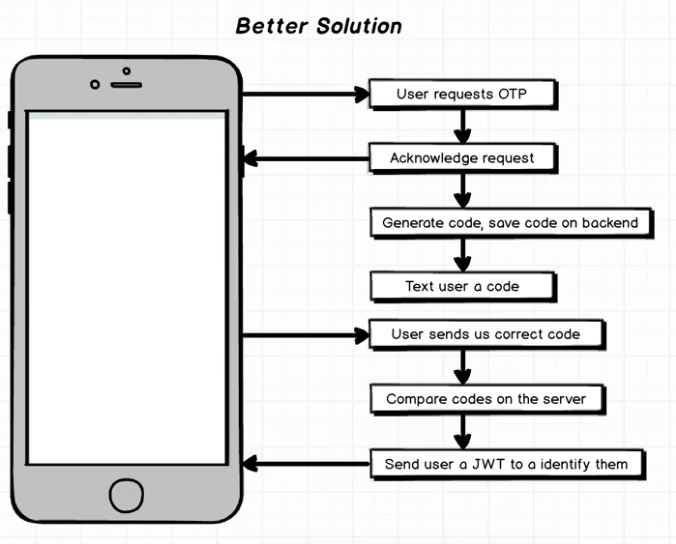 Better Solution
User requests OTP
Acknowledge request
Generate code, save code on backend
Text user a code
User sends us correct code
Compare codes on the server
Send user a JWT to a identify them